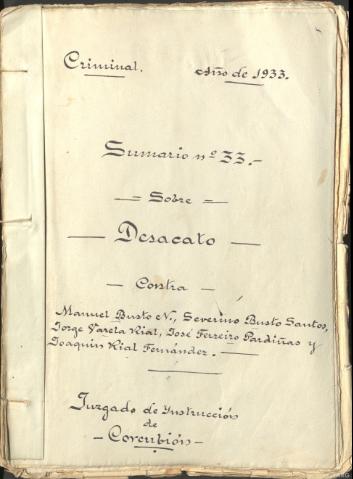 Criminal. Año de 1933.
Sumario nº 33.-
= Sobre =
— Desacato —
— Contra —
Manuel Busto N., Severino Busto Santos,
Jorge Varela Rial, José Ferreiro Pardiñas y
Joaquin Rial Fernández. —
Juzgado de Instrucción
de
- Corcubión -